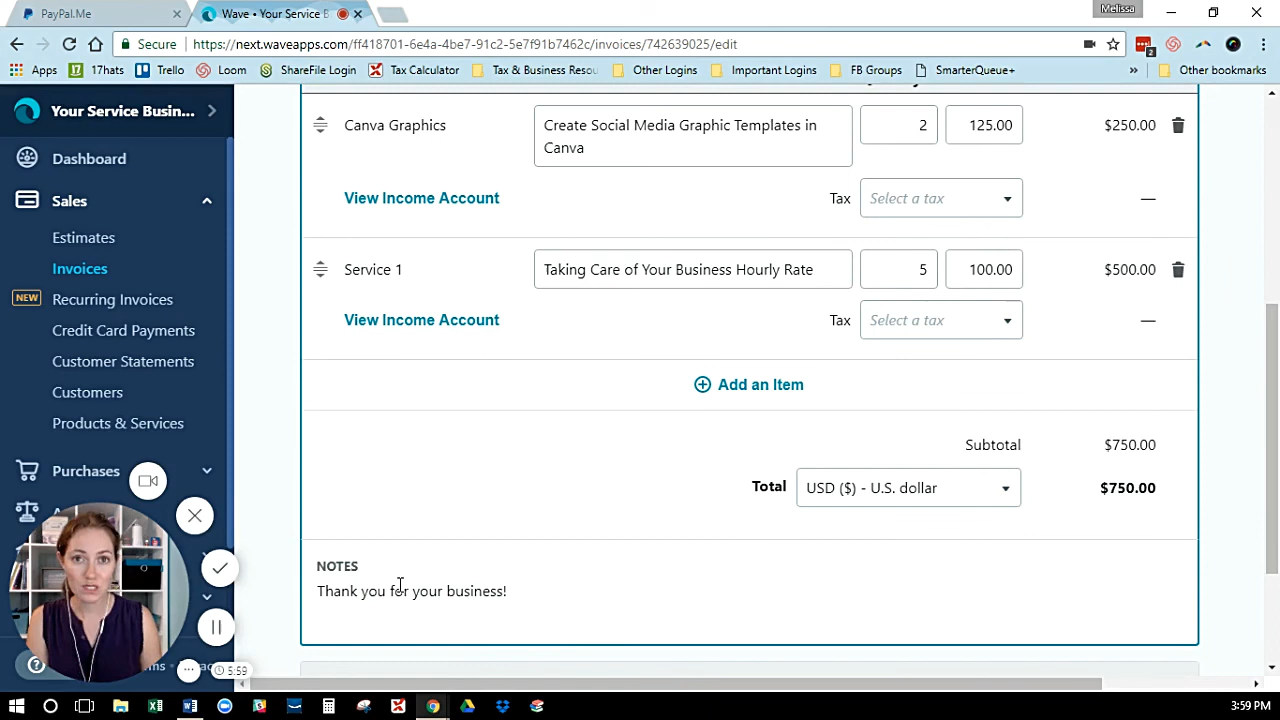 PayPal.Me
Wave • Your Service B
Melissa
Secure
https://next.waveapps.com/ff418701-6e4a-4be7-91c2-5e7f91b7462c/invoices/742639025/edit
2
Apps
17
17hats
Trello
Loom
ShareFile Login
Tax Calculator
Tax & Business Resou
Other Logins
Important Logins
FB Groups
SmarterQueue+
»
Other bookmarks
Your Service Busin...
Dashboard
Sales
Estimates
Invoices
NEW
Recurring Invoices
Credit Card Payments
Customer Statements
Customers
Products & Services
Purchases
Canva Graphics
Create Social Media Graphic Templates in
Canva
2
125.00
$250.00
View Income Account
Tax
Select a tax
—
Service 1
Taking Care of Your Business Hourly Rate
5
100.00
$500.00
View Income Account
Tax
Select a tax
—
Add an Item
Subtotal
$750.00
Total
USD ($) - U.S. dollar
$750.00
NOTES
Thank you for your business!
?
...
5:59
3:59 PM